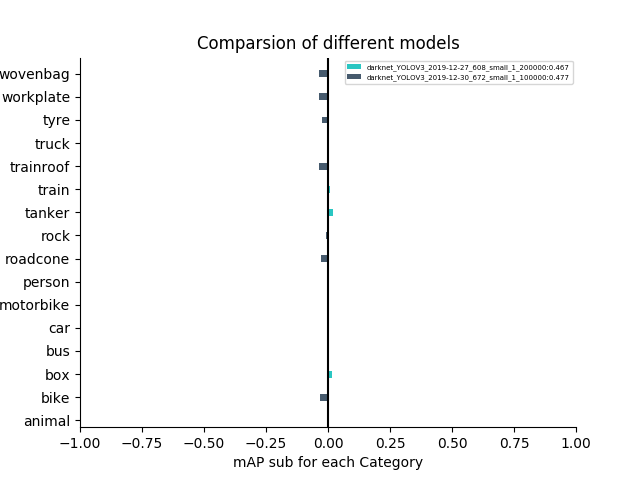 Comparsion of different models
darknet_YOLOV3_2019-12-27_608_small_1_200000:0.467
darknet_YOLOV3_2019-12-30_672_small_1_100000:0.477
wovenbag
workplate
tyre
truck
trainroof
train
tanker
rock
roadcone
person
motorbike
car
bus
box
bike
animal
−1.00 −0.75 −0.50 −0.25 0.00 0.25 0.50 0.75 1.00
mAP sub for each Category